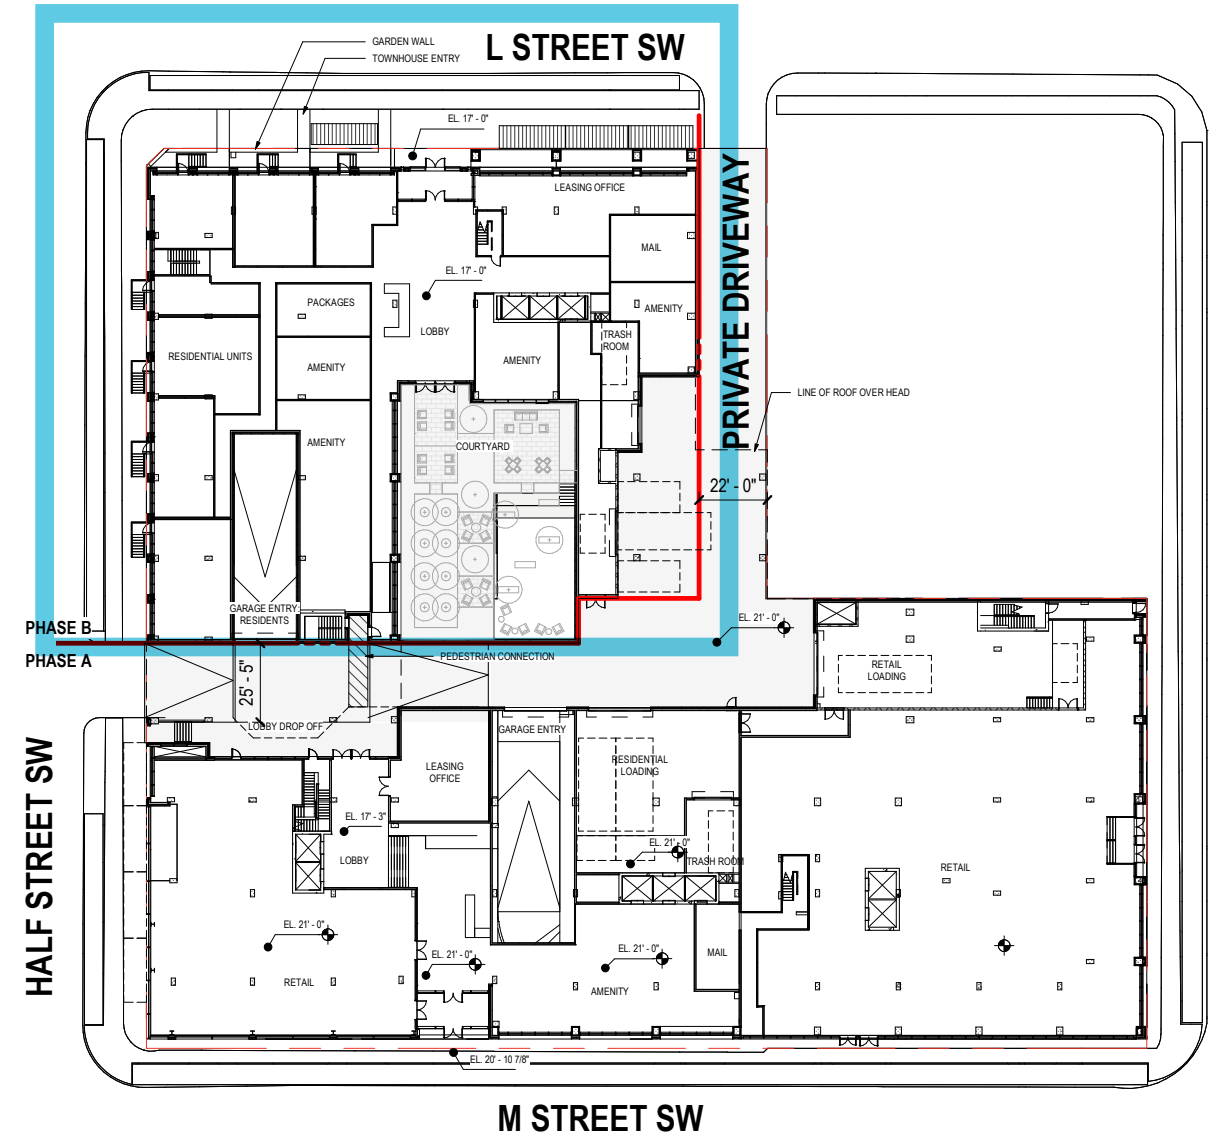 GARDEN WALL
L STREET SW
TOWNHOUSE ENTRY
EL. 17' - 0"
LEASING OFFICE
PRIVATE DRIVEWAY
MAIL
EL. 17' - 0"
PACKAGES
AMENITY
LOBBY
TRASH
ROOM
RESIDENTIAL UNITS
AMENITY
AMENITY
LINE OF ROOF OVER HEAD
AMENITY
COURTYARD
22' - 0"
GARAGE ENTRY:
RESIDENTS
EL. 21' - 0"
PHASE B
PHASE A
PEDESTRIAN CONNECTION
RETAIL
LOADING
25' - 5"
LOBBY DROP OFF
GARAGE ENTRY
HALF STREET SW
LEASING
OFFICE
RESIDENTIAL
LOADING
EL. 17' - 3"
EL. 21' - 0"
LOBBY
TRASH ROOM
RETAIL
EL. 21' - 0"
EL. 21' - 0"
EL. 21' - 0"
MAIL
RETAIL
AMENITY
EL. 20' - 10 7/8"
M STREET SW